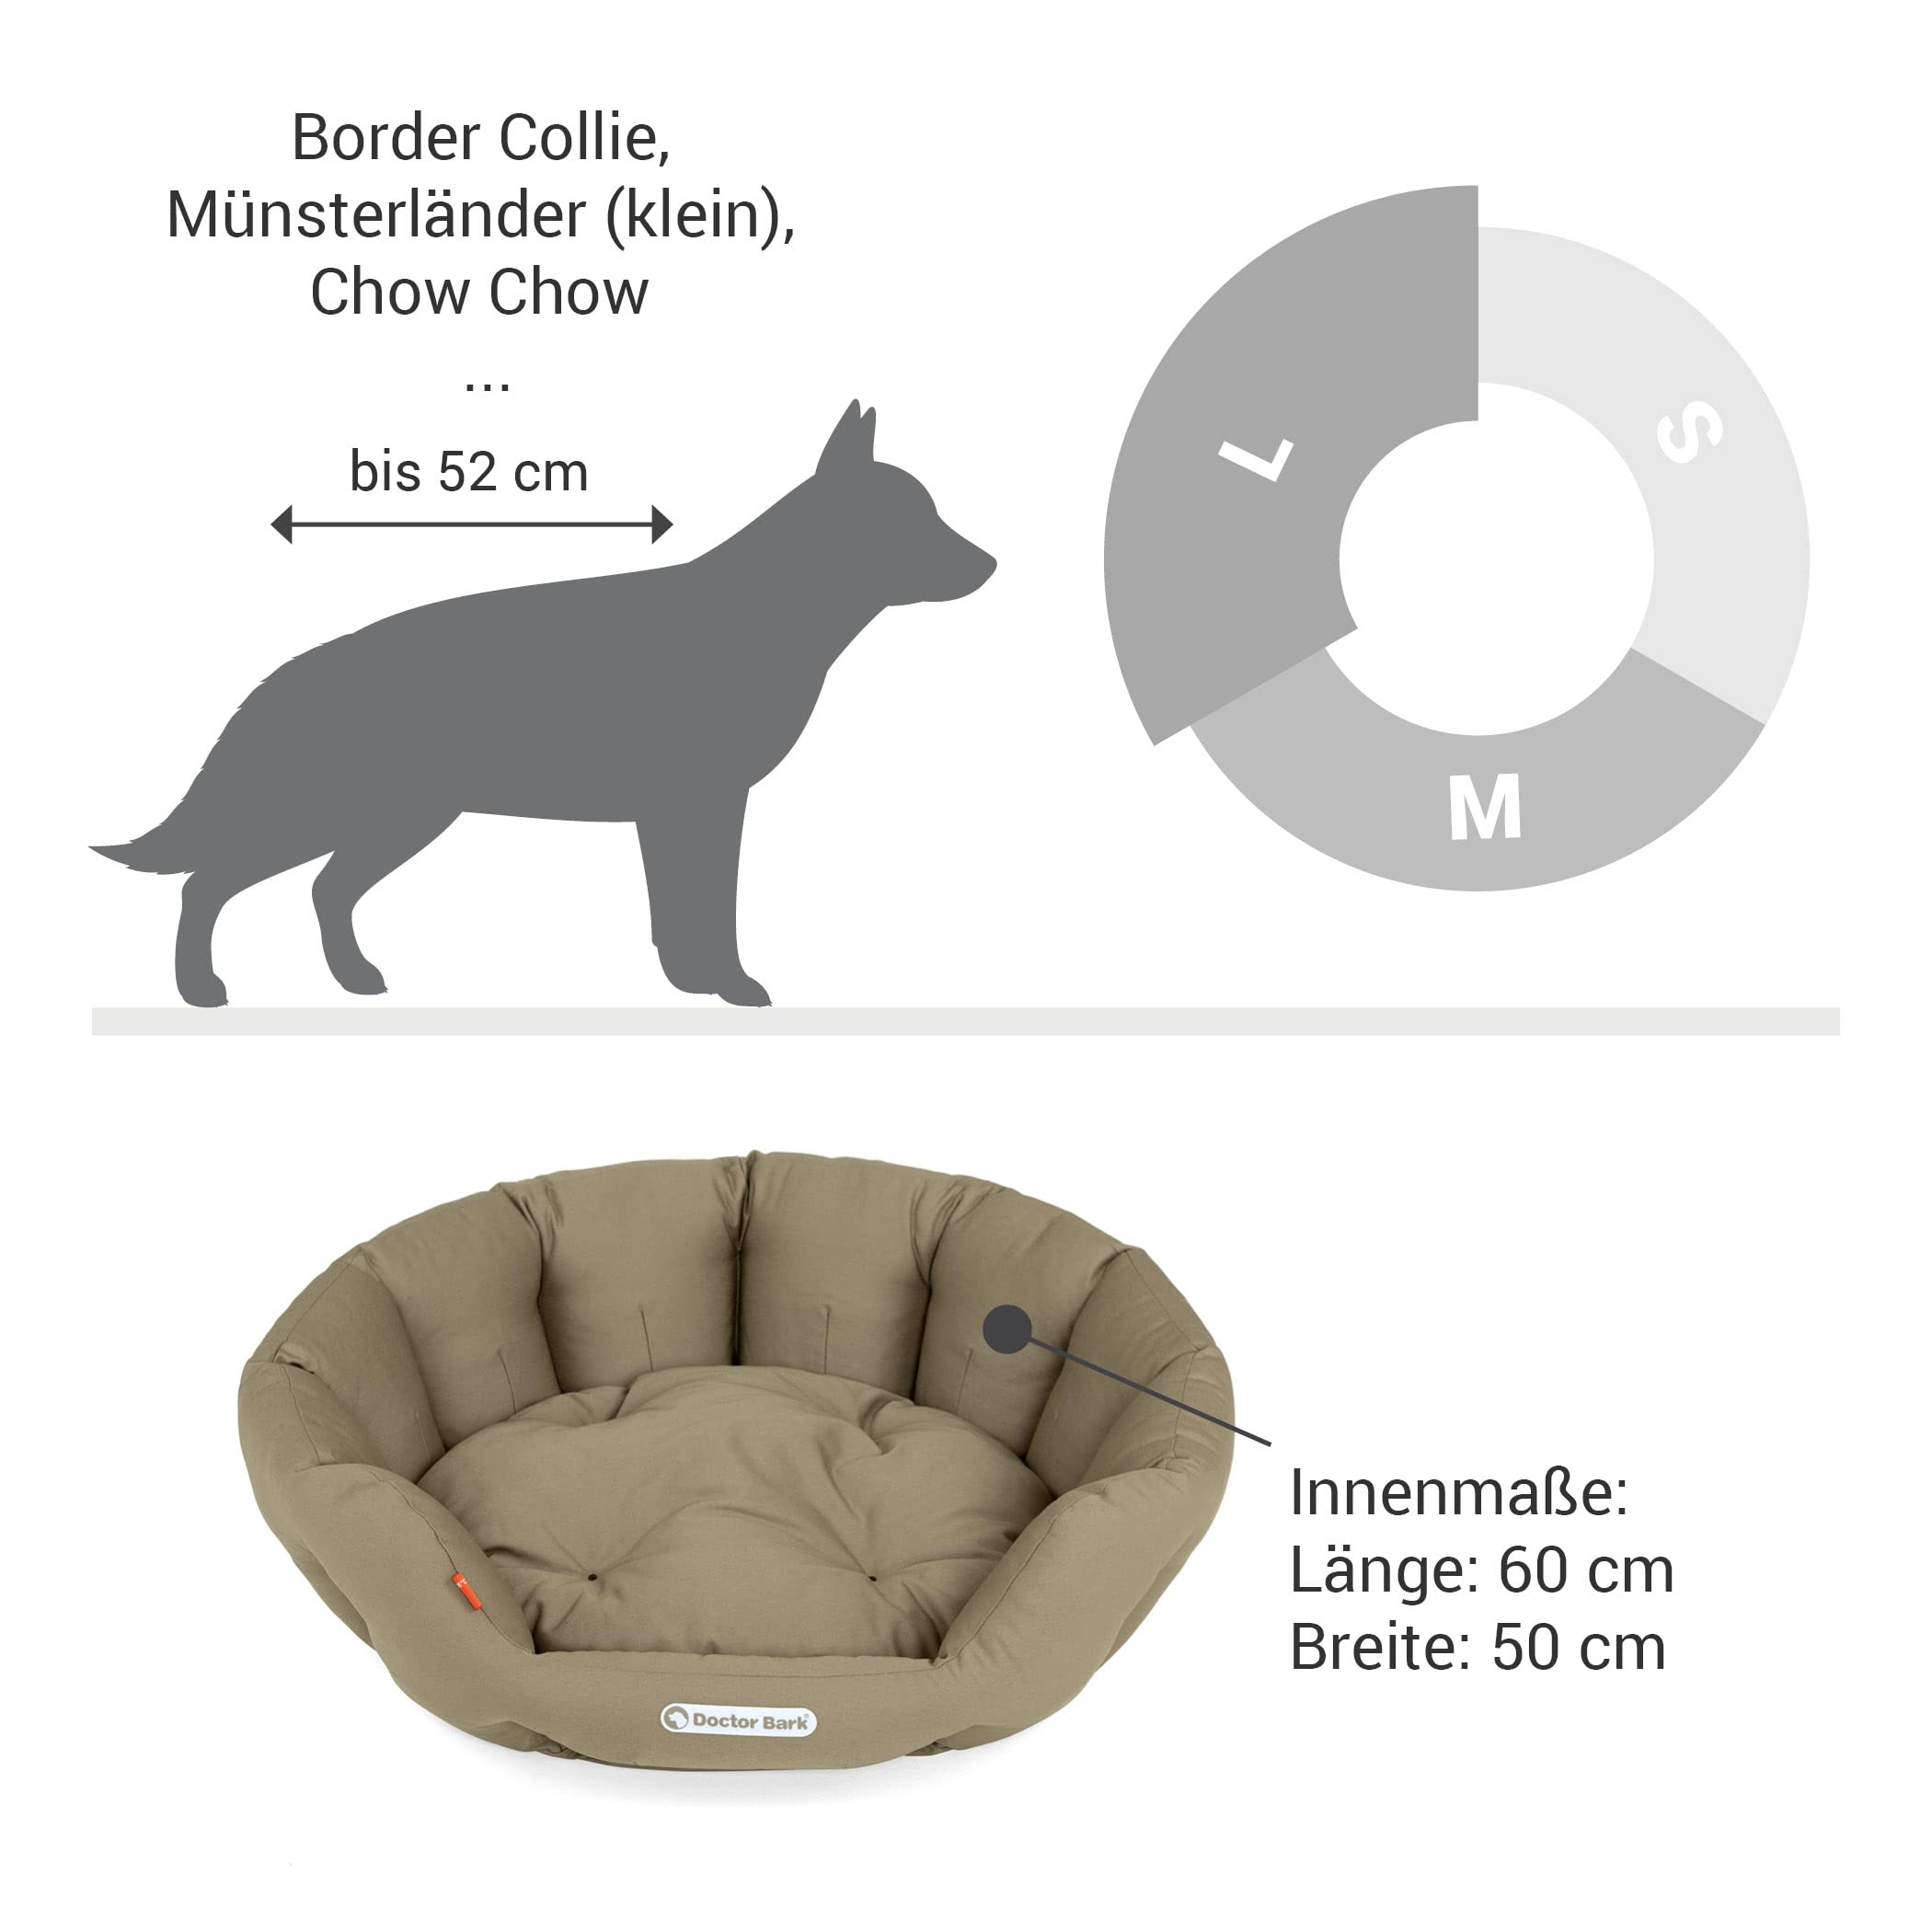 Border Collie,
Münsterländer (klein),
Chow Chow
...
bis 52 cm
L
S
M
Innenmaße:
Länge: 60 cm
Breite: 50 cm
Doctor Bark®